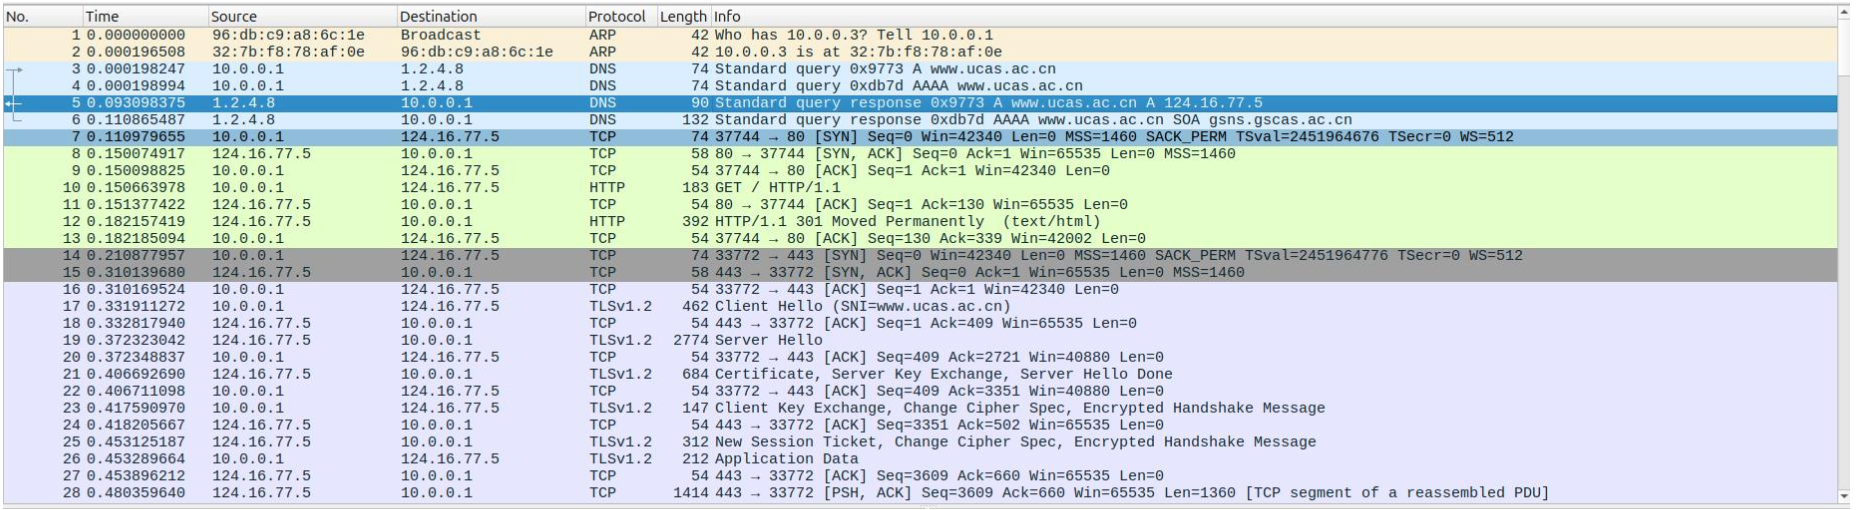 No. Time Source Destination Protocol Length Info
1 0.000000000 96:db:c9:a8:6c:1e Broadcast ARP 42 Who has 10.0.0.3? Tell 10.0.0.1
2 0.000196508 32:7b:f8:78:af:0e 96:db:c9:a8:6c:1e ARP 42 10.0.0.3 is at 32:7b:f8:78:af:0e
3 0.000198247 10.0.0.1 1.2.4.8 DNS 74 Standard query 0x9773 A www.ucas.ac.cn
4 0.000198994 10.0.0.1 1.2.4.8 DNS 74 Standard query 0xdb7d AAAA www.ucas.ac.cn
5 0.093098375 1.2.4.8 10.0.0.1 DNS 90 Standard query response 0x9773 A www.ucas.ac.cn A 124.16.77.5
6 0.110865487 1.2.4.8 10.0.0.1 DNS 132 Standard query response 0xdb7d AAAA www.ucas.ac.cn SOA gsns.gscas.ac.cn
7 0.110979655 10.0.0.1 124.16.77.5 TCP 74 37744 → 80 [SYN] Seq=0 Win=42340 Len=0 MSS=1460 SACK_PERM TSval=2451964676 TSecr=0 WS=512
8 0.150074917 124.16.77.5 10.0.0.1 TCP 58 80 → 37744 [SYN, ACK] Seq=0 Ack=1 Win=65535 Len=0 MSS=1460
9 0.150098825 10.0.0.1 124.16.77.5 TCP 54 37744 → 80 [ACK] Seq=1 Ack=1 Win=42340 Len=0
10 0.150663978 10.0.0.1 124.16.77.5 HTTP 183 GET / HTTP/1.1
11 0.151377422 124.16.77.5 10.0.0.1 TCP 54 80 → 37744 [ACK] Seq=1 Ack=130 Win=65535 Len=0
12 0.182157419 124.16.77.5 10.0.0.1 HTTP 392 HTTP/1.1 301 Moved Permanently (text/html)
13 0.182185094 10.0.0.1 124.16.77.5 TCP 54 37744 → 80 [ACK] Seq=130 Ack=339 Win=42002 Len=0
14 0.210877957 10.0.0.1 124.16.77.5 TCP 74 33772 → 443 [SYN] Seq=0 Win=42340 Len=0 MSS=1460 SACK_PERM TSval=2451964776 TSecr=0 WS=512
15 0.310139680 124.16.77.5 10.0.0.1 TCP 58 443 → 33772 [SYN, ACK] Seq=0 Ack=1 Win=65535 Len=0 MSS=1460
16 0.310169524 10.0.0.1 124.16.77.5 TCP 54 33772 → 443 [ACK] Seq=1 Ack=1 Win=42340 Len=0
17 0.331911272 10.0.0.1 124.16.77.5 TLSv1.2 462 Client Hello (SNI=www.ucas.ac.cn)
18 0.332817940 124.16.77.5 10.0.0.1 TCP 54 443 → 33772 [ACK] Seq=1 Ack=409 Win=65535 Len=0
19 0.372323042 124.16.77.5 10.0.0.1 TLSv1.2 2774 Server Hello
20 0.372348837 10.0.0.1 124.16.77.5 TCP 54 33772 → 443 [ACK] Seq=409 Ack=2721 Win=40880 Len=0
21 0.406692690 124.16.77.5 10.0.0.1 TLSv1.2 684 Certificate, Server Key Exchange, Server Hello Done
22 0.406711098 10.0.0.1 124.16.77.5 TCP 54 33772 → 443 [ACK] Seq=409 Ack=3351 Win=40880 Len=0
23 0.417590970 10.0.0.1 124.16.77.5 TLSv1.2 147 Client Key Exchange, Change Cipher Spec, Encrypted Handshake Message
24 0.418205667 124.16.77.5 10.0.0.1 TCP 54 443 → 33772 [ACK] Seq=3351 Ack=502 Win=65535 Len=0
25 0.453125187 124.16.77.5 10.0.0.1 TLSv1.2 312 New Session Ticket, Change Cipher Spec, Encrypted Handshake Message
26 0.453289664 10.0.0.1 124.16.77.5 TLSv1.2 212 Application Data
27 0.453896212 124.16.77.5 10.0.0.1 TCP 54 443 → 33772 [ACK] Seq=3609 Ack=660 Win=65535 Len=0
28 0.480359640 124.16.77.5 10.0.0.1 TCP 1414 443 → 33772 [PSH, ACK] Seq=3609 Ack=660 Win=65535 Len=1360 [TCP segment of a reassembled PDU]